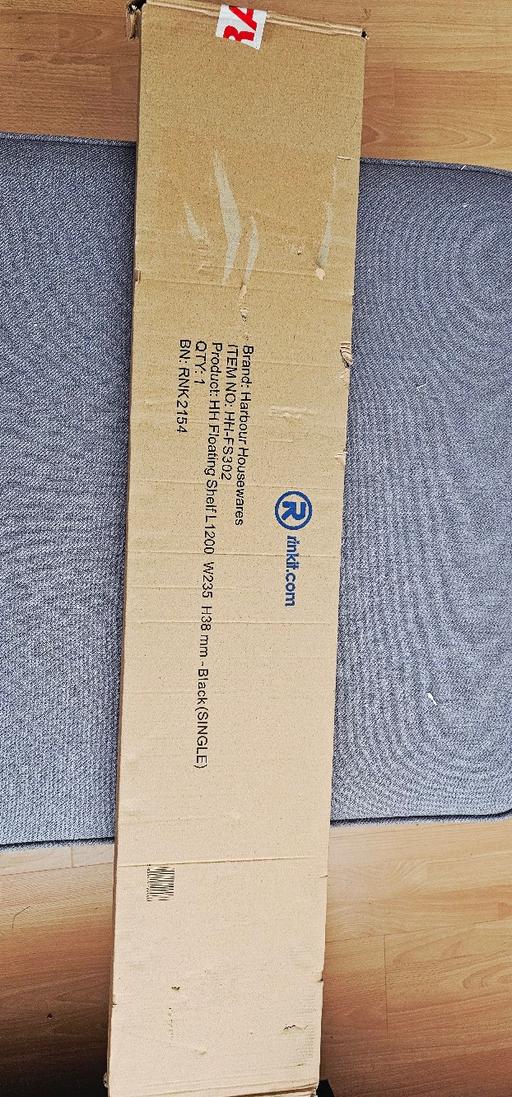 rinkit.com
Brand: Harbour Housewares
ITEM NO: HH-FS302
Product: HH Floating Shelf L1200 W235 H38 mm - Black (SINGLE)
QTY: 1
BN: RNK2154